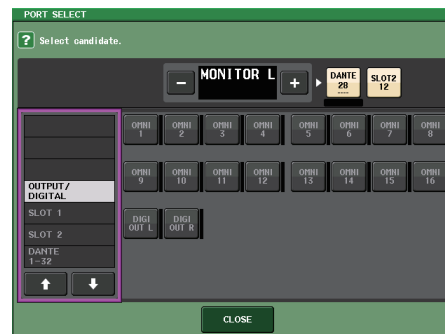 PORT SELECT
? Select candidate.
− MONITOR L + DANTE 28 ---- SLOT2 12
OUTPUT/
DIGITAL
SLOT 1
SLOT 2
DANTE
1-32
OMNI 1 OMNI 2 OMNI 3 OMNI 4 OMNI 5 OMNI 6 OMNI 7 OMNI 8
OMNI 9 OMNI 10 OMNI 11 OMNI 12 OMNI 13 OMNI 14 OMNI 15 OMNI 16
DIGI OUT L DIGI OUT R
CLOSE